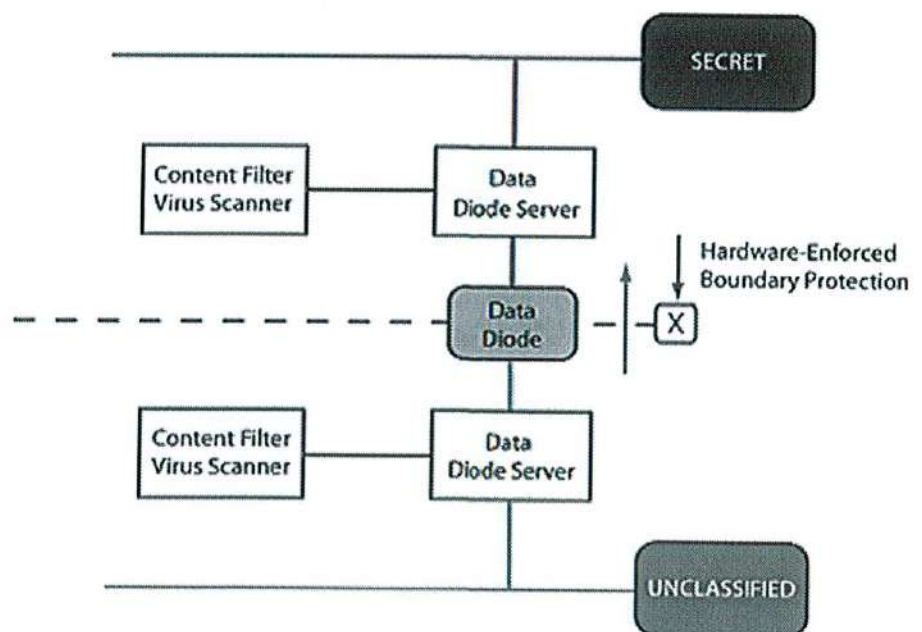 SECRET
Content Filter
Virus Scanner
Data
Diode Server
Hardware-Enforced
Boundary Protection
Data
Diode
X
Content Filter
Virus Scanner
Data
Diode Server
UNCLASSIFIED